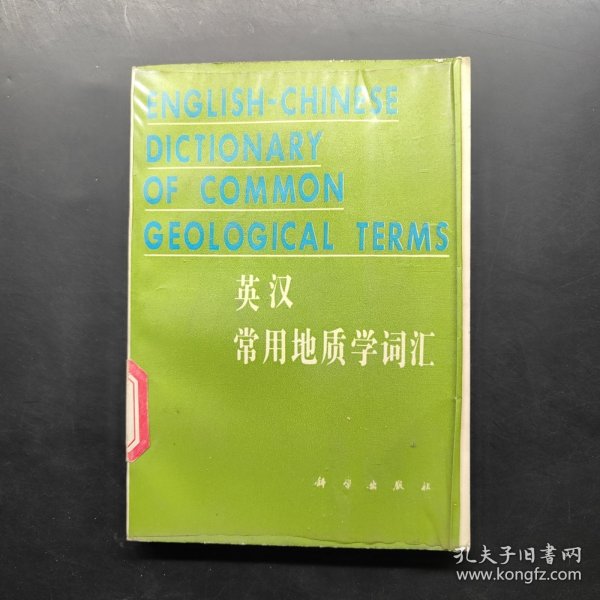 ENGLISH-CHINESE
DICTIONARY
OF COMMON
GEOLOGICAL TERMS
英汉
常用地质学词汇
科学出版社
孔夫子旧书网
www.kongfz.com